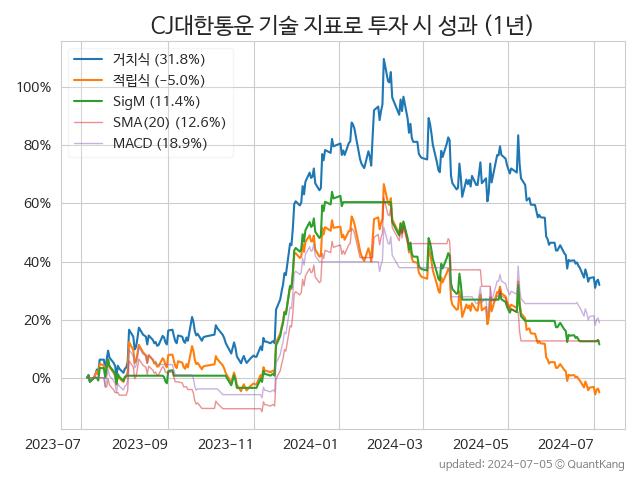 CJ대한통운 기술 지표로 투자 시 성과 (1년)
거치식 (31.8%)
적립식 (−5.0%)
SigM (11.4%)
SMA(20) (12.6%)
MACD (18.9%)
100%
80%
60%
40%
20%
0%
2023-07 2023-09 2023-11 2024-01 2024-03 2024-05 2024-07
updated: 2024-07-05 © QuantKang